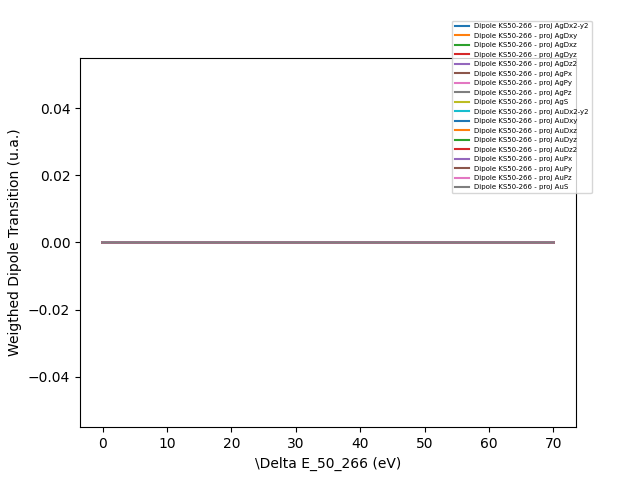 Dipole KS50-266 - proj AgDx2-y2
Dipole KS50-266 - proj AgDxy
Dipole KS50-266 - proj AgDxz
Dipole KS50-266 - proj AgDyz
Dipole KS50-266 - proj AgDz2
Dipole KS50-266 - proj AgPx
Dipole KS50-266 - proj AgPy
Dipole KS50-266 - proj AgPz
Dipole KS50-266 - proj AgS
Dipole KS50-266 - proj AuDx2-y2
Dipole KS50-266 - proj AuDxy
Dipole KS50-266 - proj AuDxz
Dipole KS50-266 - proj AuDyz
Dipole KS50-266 - proj AuDz2
Dipole KS50-266 - proj AuPx
Dipole KS50-266 - proj AuPy
Dipole KS50-266 - proj AuPz
Dipole KS50-266 - proj AuS
Weigthed Dipole Transition (u.a.)
0.04
0.02
0.00
−0.02
−0.04
0 10 20 30 40 50 60 70
\Delta E_50_266 (eV)